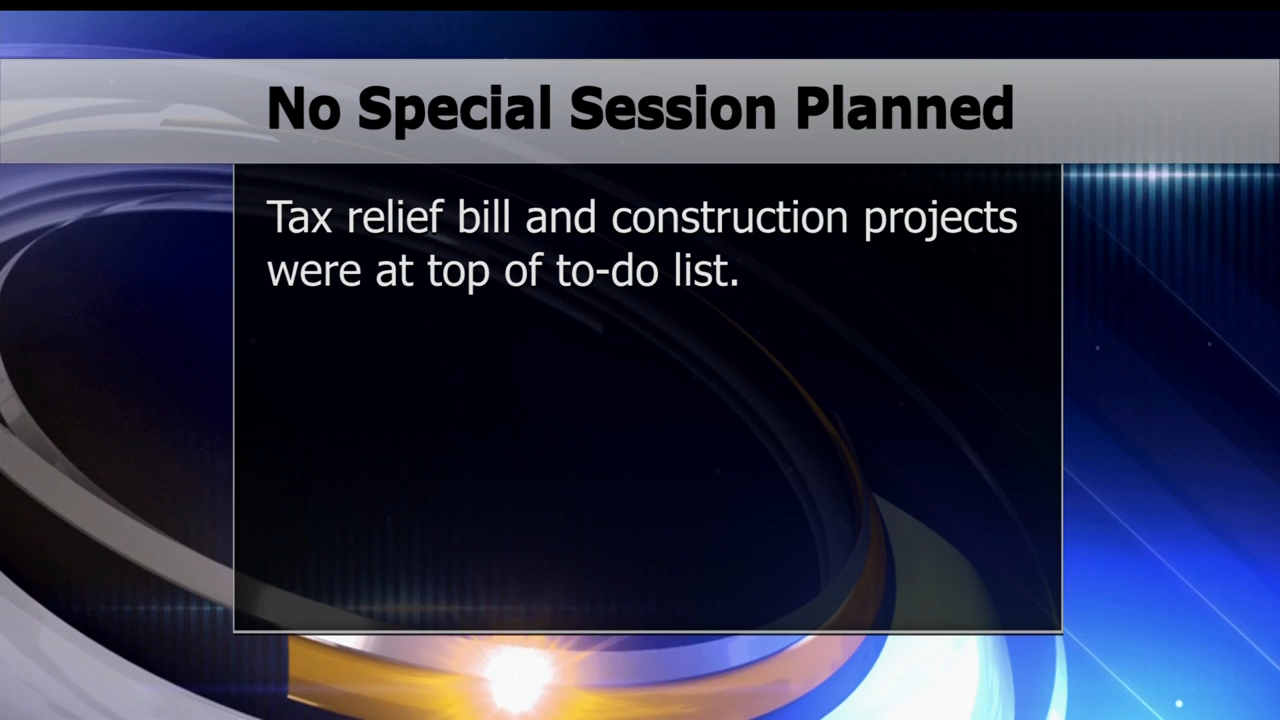 No Special Session Planned
Tax relief bill and construction projects
were at top of to-do list.